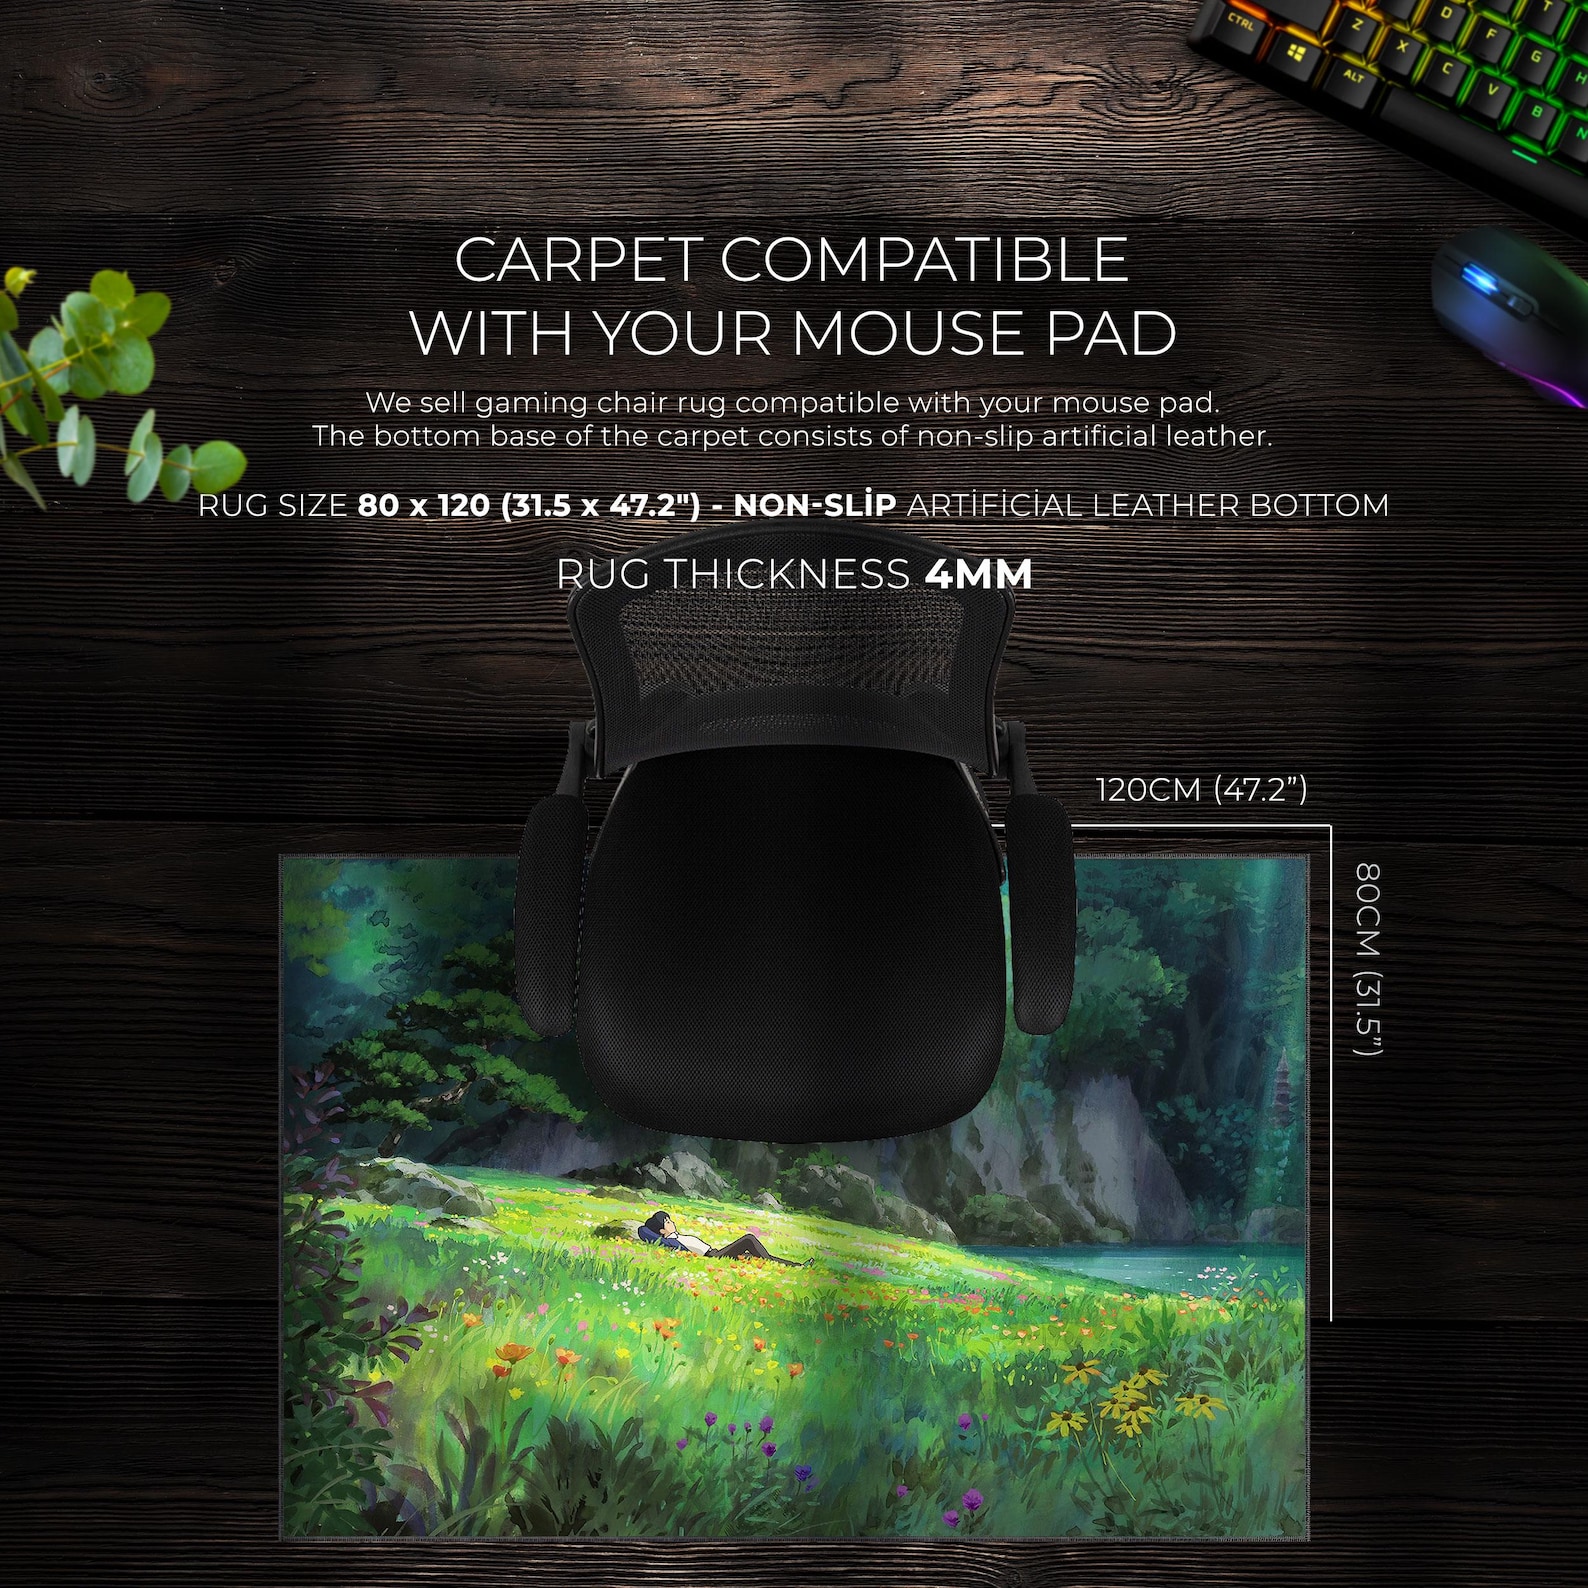 CTRL
ALT
Z
X
C
V
B
N
D
F
G
H
T
CARPET COMPATIBLE
WITH YOUR MOUSE PAD
We sell gaming chair rug compatible with your mouse pad.
The bottom base of the carpet consists of non-slip artificial leather.
RUG SIZE 80 x 120 (31.5 x 47.2") - NON-SLİP ARTİFİCİAL LEATHER BOTTOM
RUG THICKNESS 4MM
120CM (47.2”)
80CM (31.5”)